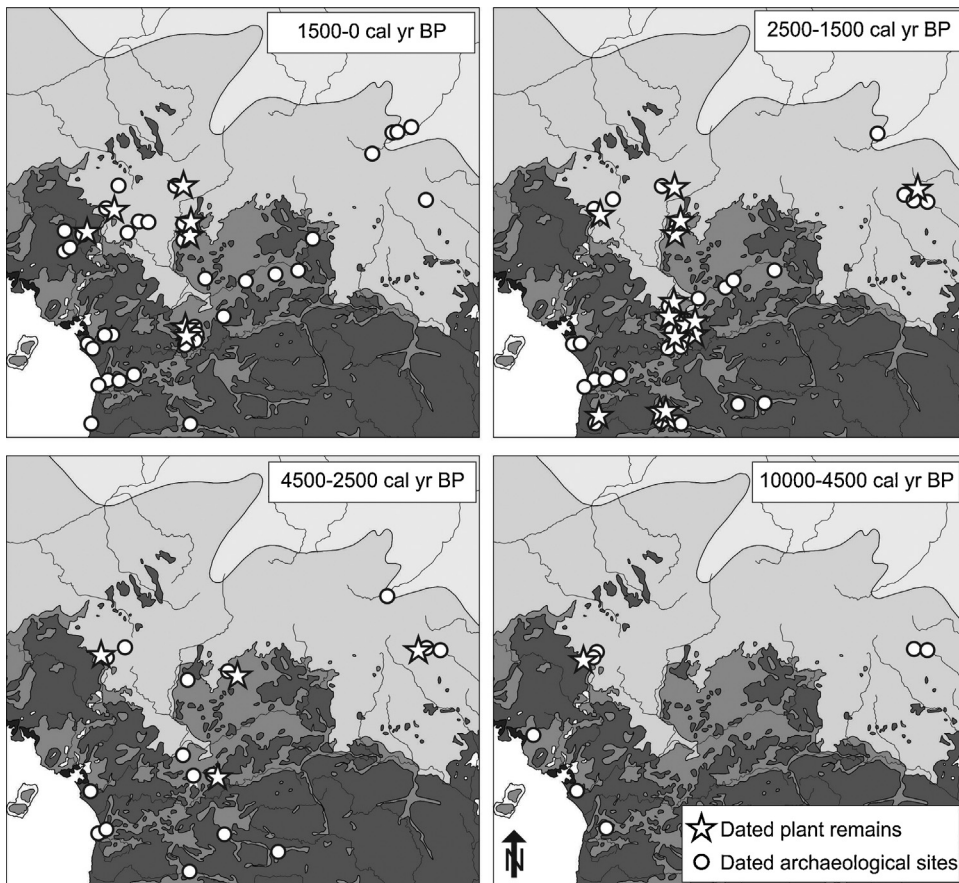 1500-0 cal yr BP
2500-1500 cal yr BP
4500-2500 cal yr BP
10000-4500 cal yr BP
N
Dated plant remains
Dated archaeological sites